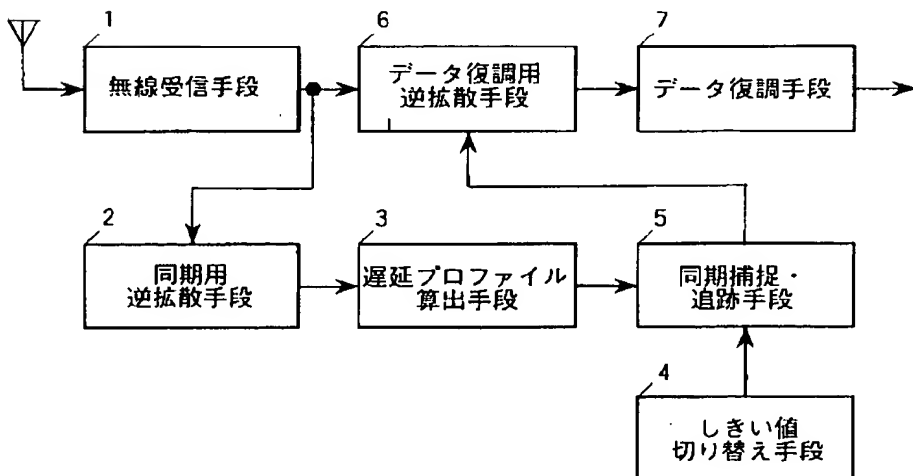 1
無線受信手段
6
データ復調用
逆拡散手段
7
データ復調手段
2
同期用
逆拡散手段
3
遅延プロファイル
算出手段
5
同期捕捉・
追跡手段
4
しきい値
切り替え手段